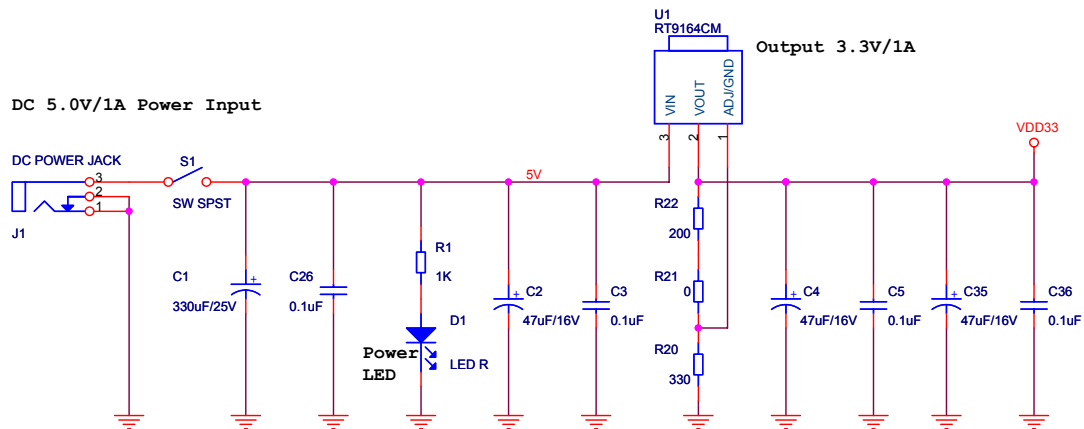 U1
RT9164CM
Output 3.3V/1A
DC 5.0V/1A Power Input
VIN
VOUT
ADJ/GND
3
2
1
VDD33
DC POWER JACK
S1
3
2
1
5V
SW SPST
J1
R22
200
R1
1K
C1
330uF/25V
C26
0.1uF
C2
47uF/16V
C3
0.1uF
R21
0
C4
47uF/16V
C5
0.1uF
C35
47uF/16V
C36
0.1uF
D1
LED R
Power
LED
R20
330